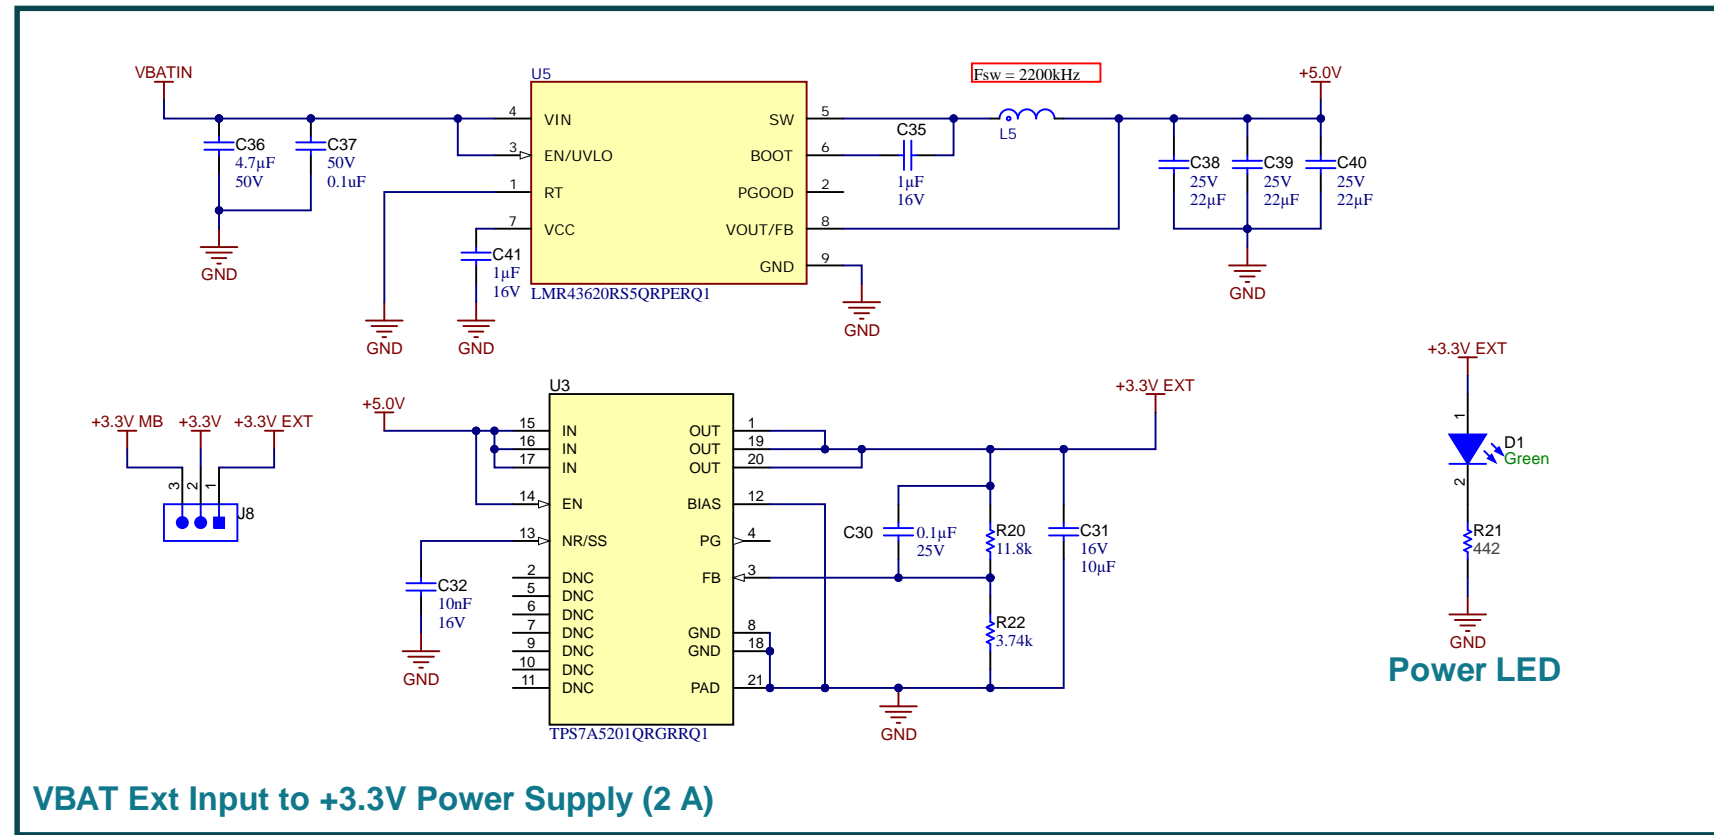 VBATIN
U5
Fsw = 2200kHz
+5.0V
4 VIN SW 5
C36
4.7µF
50V
C37
50V
0.1uF
3 EN/UVLO BOOT 6
C35
1µF
16V
L5
1 RT PGOOD 2
7 VCC VOUT/FB 8
GND 9
C41
1µF
16V
LMR43620RS5QRPERQ1
C38
25V
22µF
C39
25V
22µF
C40
25V
22µF
GND
GND
GND
GND
GND
+3.3V MB +3.3V +3.3V EXT
3 2 1
J8
+5.0V
U3
+3.3V EXT
15 IN OUT 1
16 IN OUT 19
17 IN OUT 20
14 EN BIAS 12
13 NR/SS PG 4
2 DNC FB 3
5 DNC
6 DNC
7 DNC GND 8
9 DNC GND 18
10 DNC
11 DNC PAD 21
TPS7A5201QRGRRQ1
C32
10nF
16V
GND
C30
0.1µF
25V
R20
11.8k
C31
16V
10µF
R22
3.74k
GND
+3.3V EXT
1
D1
Green
2
R21
442
GND
Power LED
VBAT Ext Input to +3.3V Power Supply (2 A)